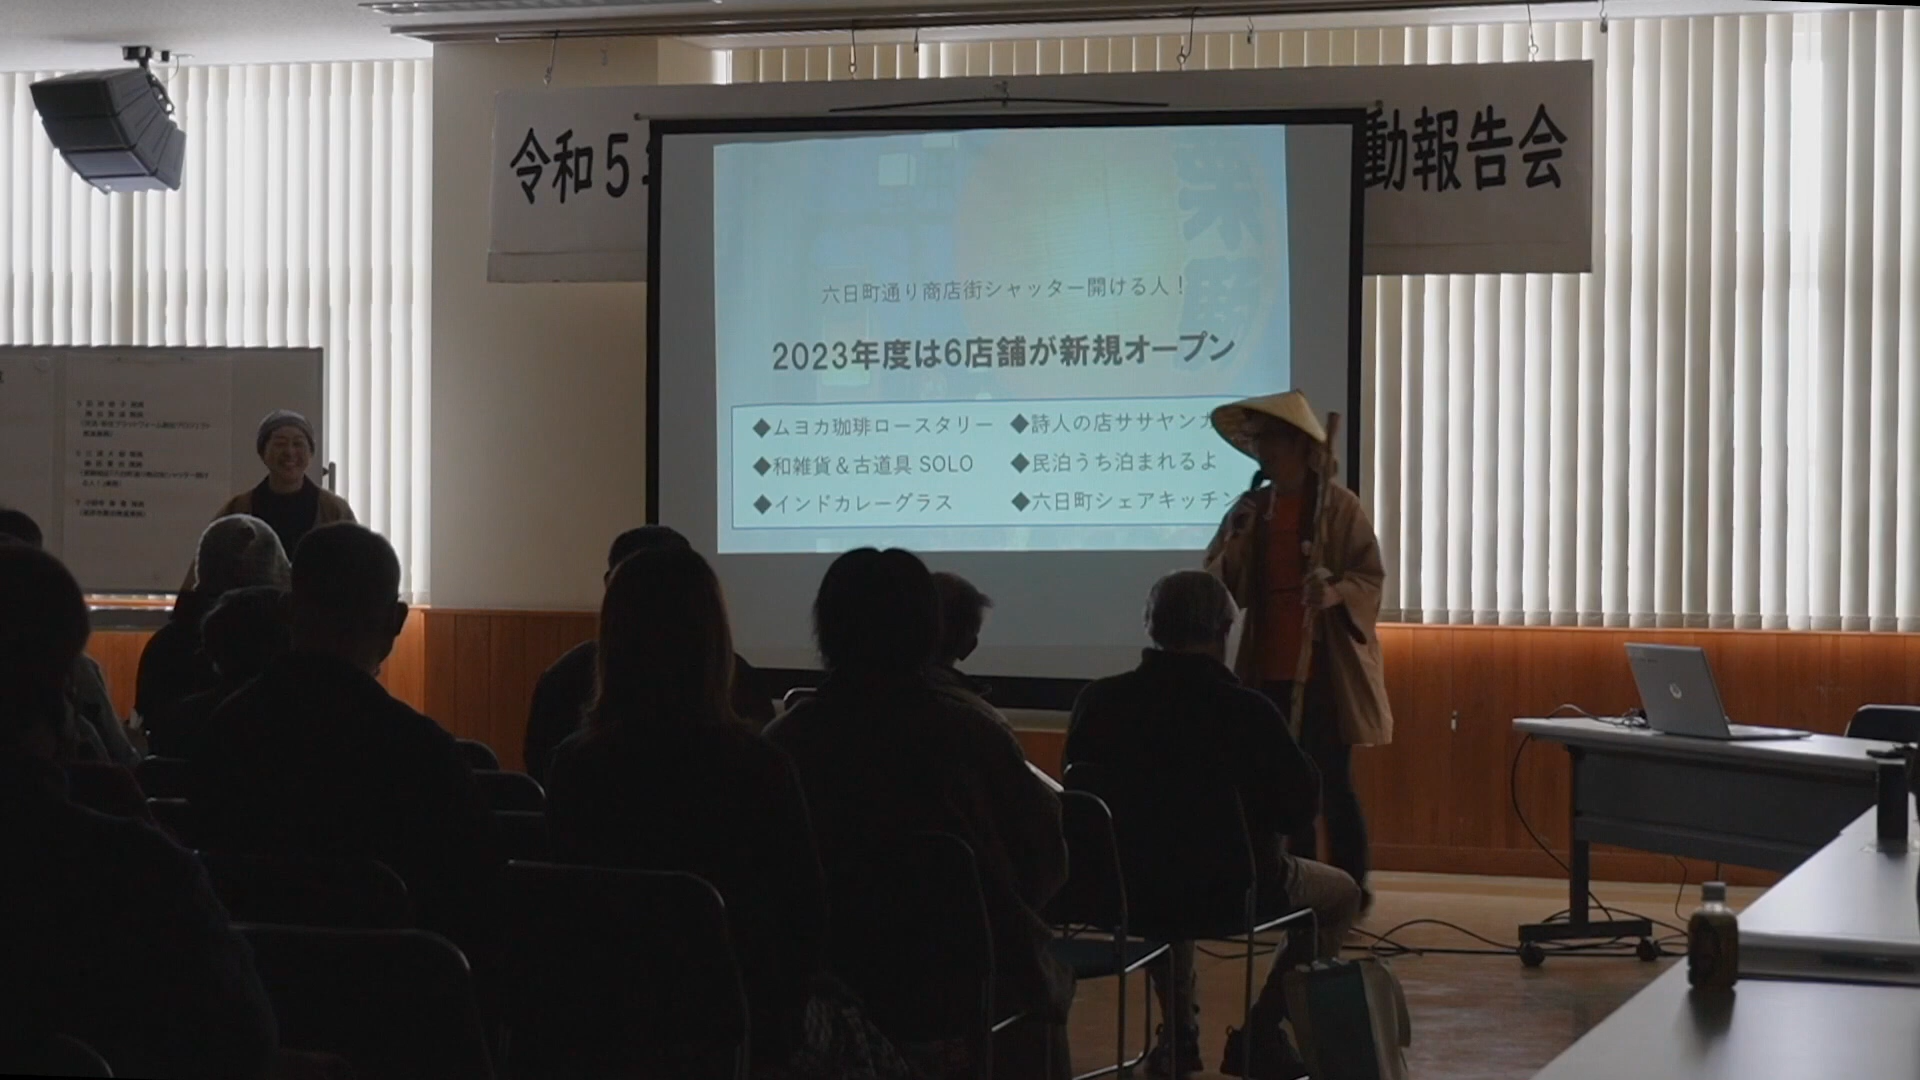 令和５
動報告会
栗駒
六日町通り商店街シャッター開ける人！
2023年度は6店舗が新規オープン
◆ムヨカ珈琲ロースタリー ◆詩人の店ササヤンカ
◆和雑貨＆古道具 SOLO ◆民泊うち泊まれるよ
◆インドカレーグラス ◆六日町シェアキッチン